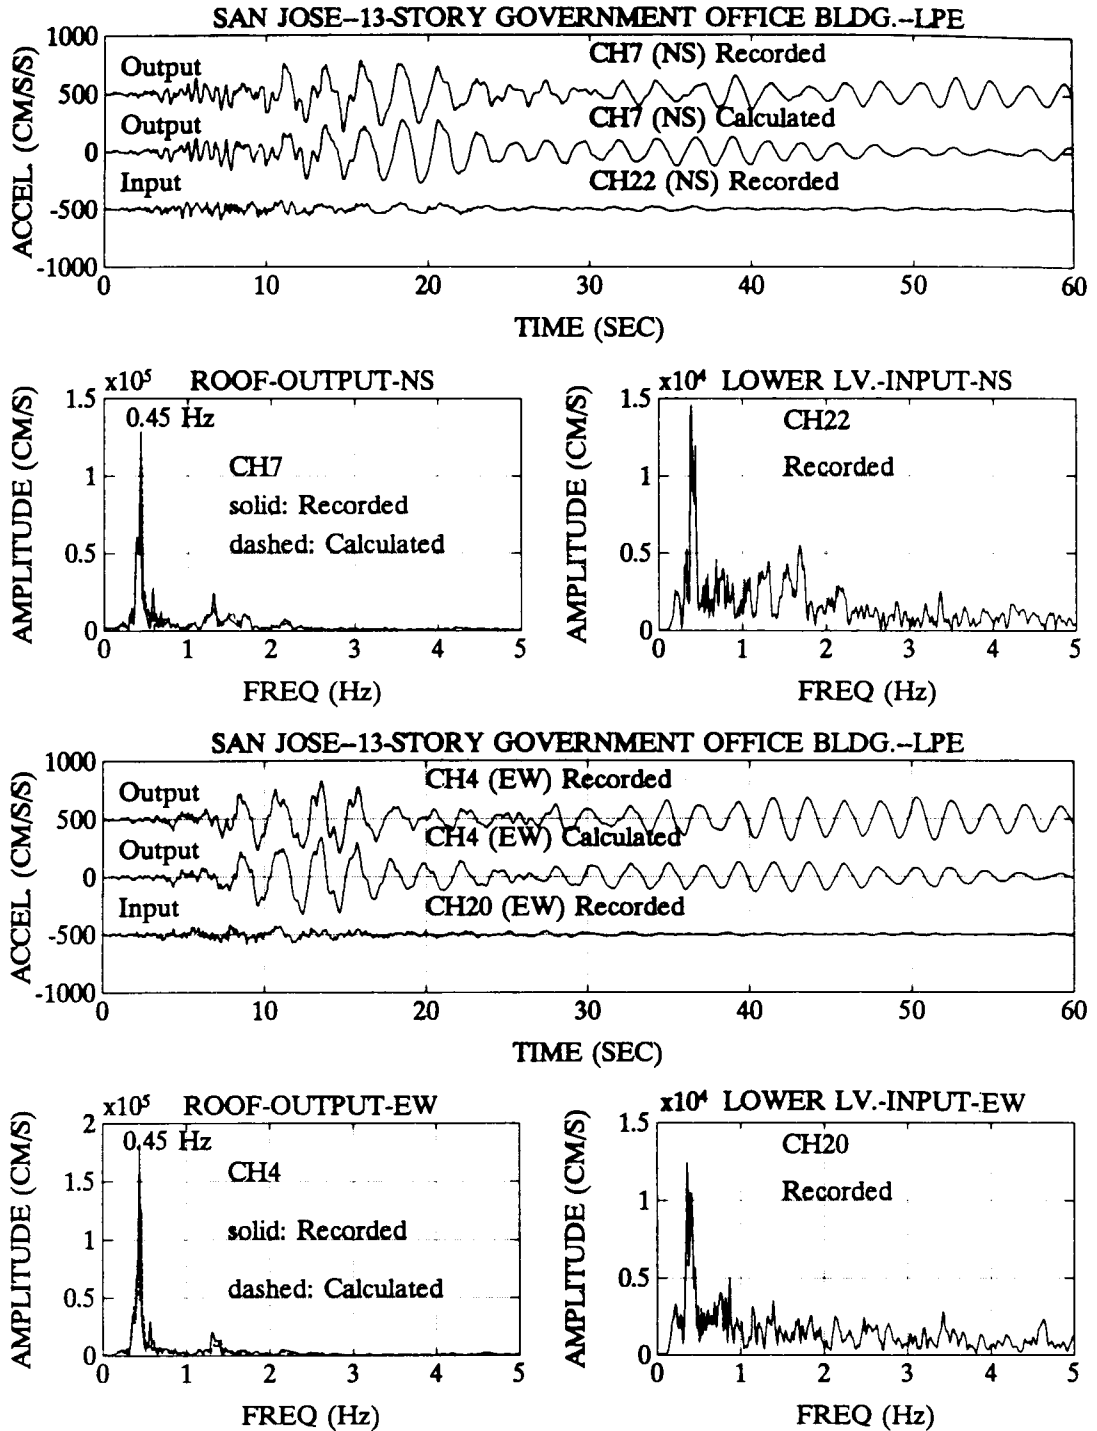 SAN JOSE--13-STORY GOVERNMENT OFFICE BLDG.--LPE
ACCEL. (CM/S/S)
1000
500
0
-500
-1000
Output
CH7 (NS) Recorded
Output
CH7 (NS) Calculated
Input
CH22 (NS) Recorded
0 10 20 30 40 50 60
TIME (SEC)
x10⁵ ROOF-OUTPUT-NS
AMPLITUDE (CM/S)
1.5
1
0.5
0
0.45 Hz
CH7
solid: Recorded
dashed: Calculated
0 1 2 3 4 5
FREQ (Hz)
x10⁴ LOWER LV.-INPUT-NS
AMPLITUDE (CM/S)
1.5
1
0.5
0
CH22
Recorded
0 1 2 3 4 5
FREQ (Hz)
SAN JOSE--13-STORY GOVERNMENT OFFICE BLDG.--LPE
ACCEL. (CM/S/S)
1000
500
0
-500
-1000
Output
CH4 (EW) Recorded
Output
CH4 (EW) Calculated
Input
CH20 (EW) Recorded
0 10 20 30 40 50 60
TIME (SEC)
x10⁵ ROOF-OUTPUT-EW
AMPLITUDE (CM/S)
2
1.5
1
0.5
0
0.45 Hz
CH4
solid: Recorded
dashed: Calculated
0 1 2 3 4 5
FREQ (Hz)
x10⁴ LOWER LV.-INPUT-EW
AMPLITUDE (CM/S)
1.5
1
0.5
0
CH20
Recorded
0 1 2 3 4 5
FREQ (Hz)